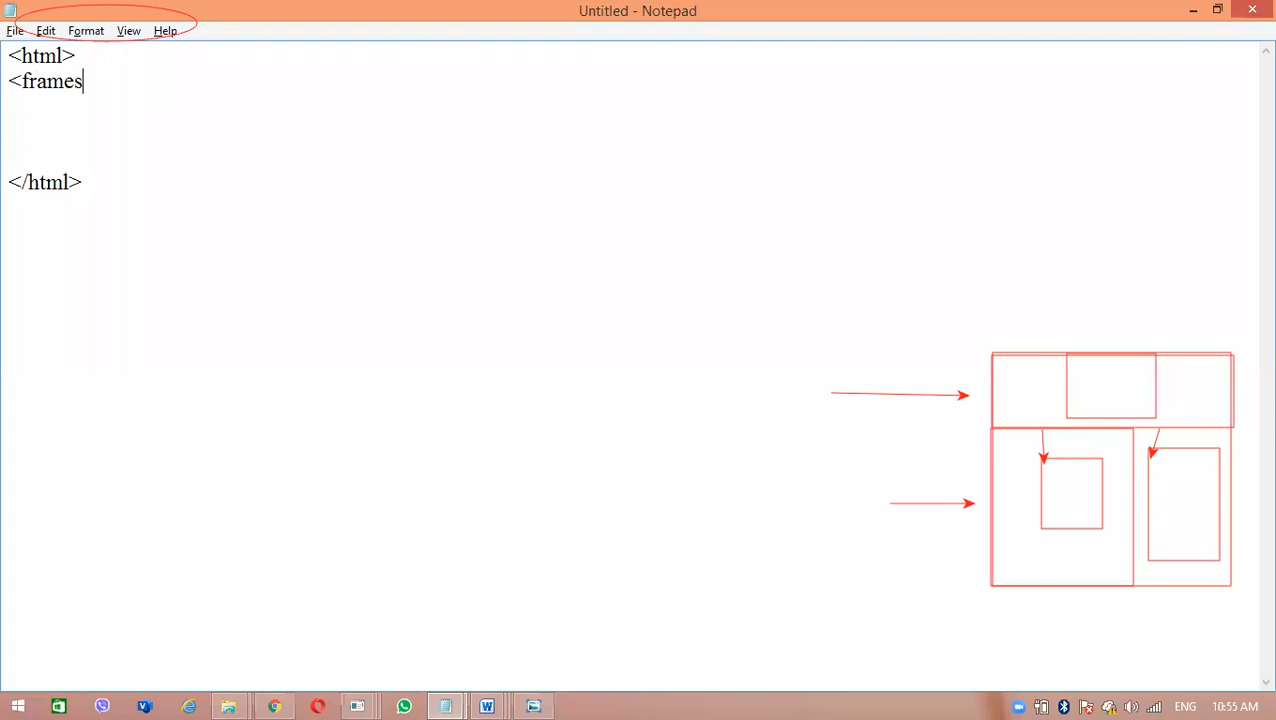 Untitled - Notepad
File Edit Format View Help
<html>
<frames
</html>
ENG 10:55 AM